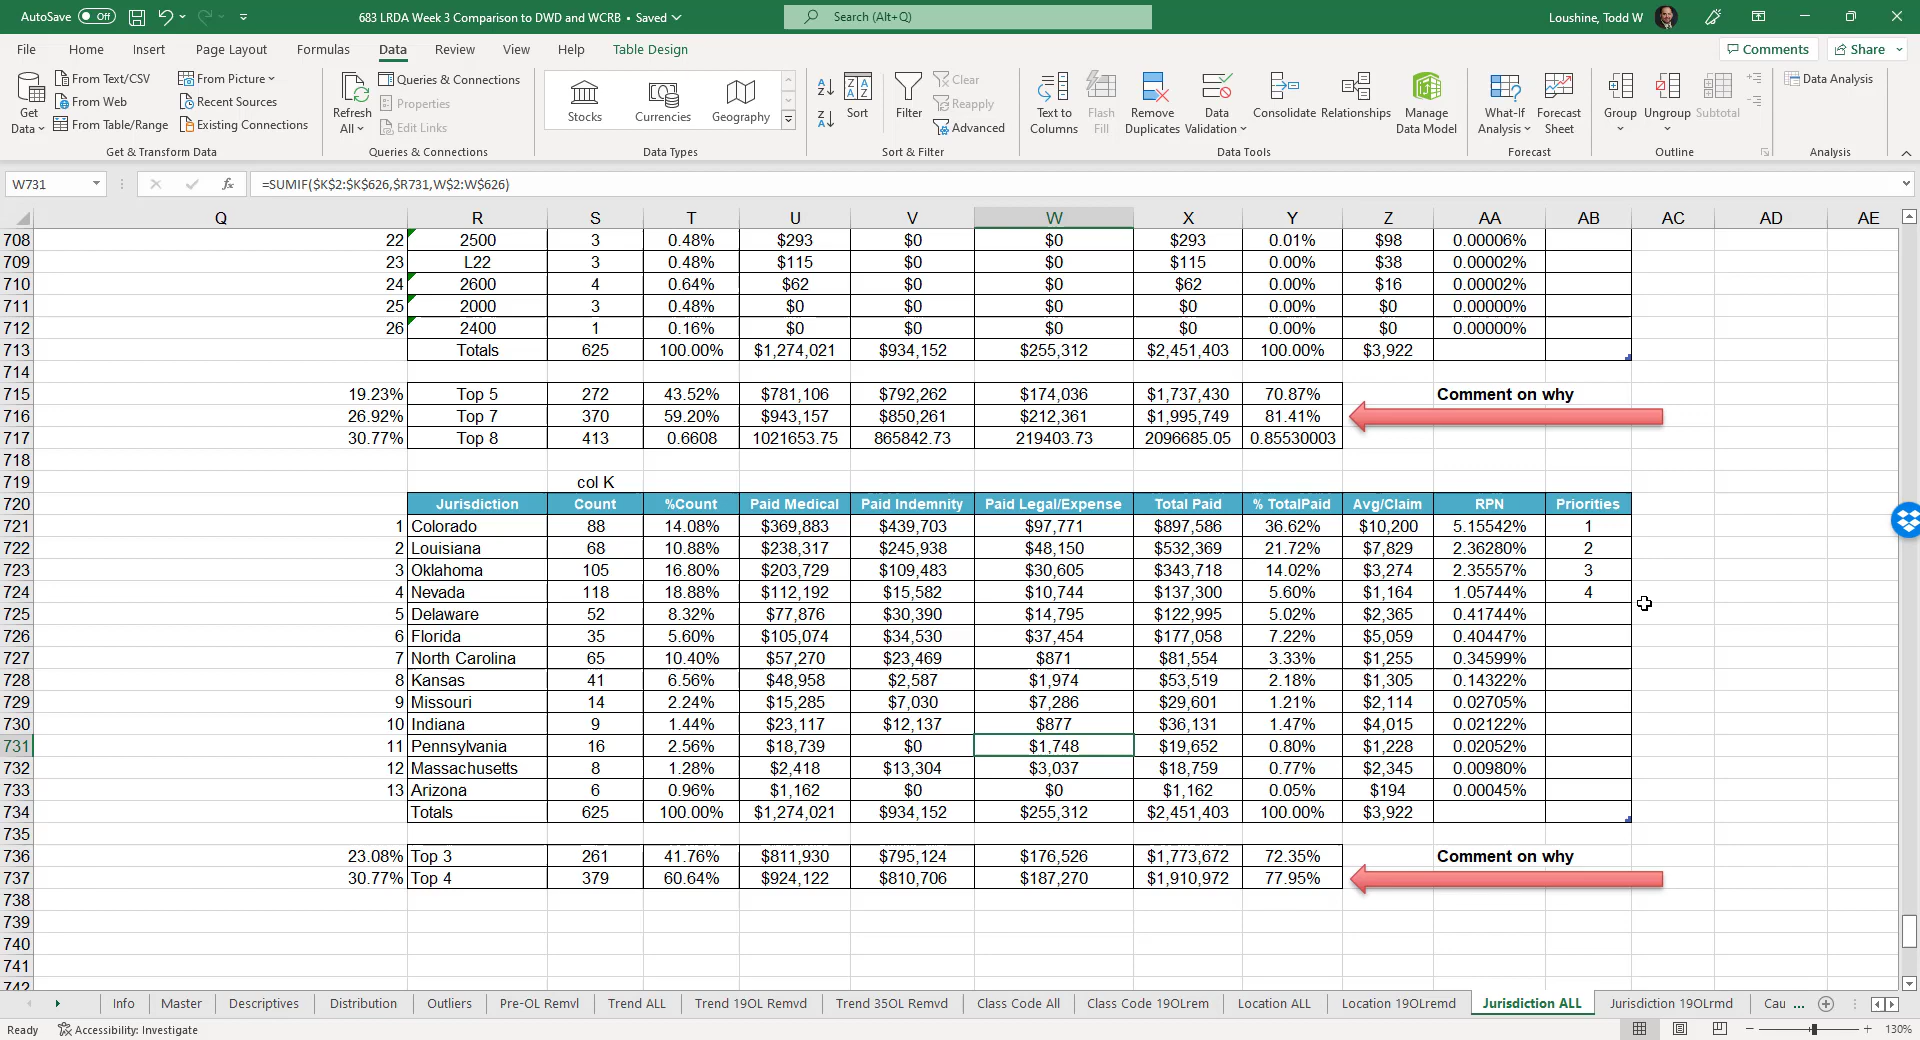 AutoSave Off 683 LRDA Week 3 Comparison to DWD and WCRB • Saved Search (Alt+Q) Loushine, Todd W
File Home Insert Page Layout Formulas Data Review View Help Table Design Comments Share
Get Data From Text/CSV From Web From Table/Range From Picture Recent Sources Existing Connections
Refresh All Queries & Connections Properties Edit Links
Stocks Currencies Geography
Sort Filter Clear Reapply Advanced
Text to Columns Flash Fill Remove Duplicates Data Validation Consolidate Relationships Manage Data Model
What-If Analysis Forecast Sheet Group Ungroup Subtotal Data Analysis
Get & Transform Data Queries & Connections Data Types Sort & Filter Data Tools Forecast Outline Analysis
W731 fx =SUMIF($K$2:$K$626,$R731,W$2:W$626)
Q R S T U V W X Y Z AA AB AC AD AE
708 22 2500 3 0.48% $293 $0 $0 $293 0.01% $98 0.00006%
709 23 L22 3 0.48% $115 $0 $0 $115 0.00% $38 0.00002%
710 24 2600 4 0.64% $62 $0 $0 $62 0.00% $16 0.00002%
711 25 2000 3 0.48% $0 $0 $0 $0 0.00% $0 0.00000%
712 26 2400 1 0.16% $0 $0 $0 $0 0.00% $0 0.00000%
713 Totals 625 100.00% $1,274,021 $934,152 $255,312 $2,451,403 100.00% $3,922
714
715 19.23% Top 5 272 43.52% $781,106 $792,262 $174,036 $1,737,430 70.87% Comment on why
716 26.92% Top 7 370 59.20% $943,157 $850,261 $212,361 $1,995,749 81.41%
717 30.77% Top 8 413 0.6608 1021653.75 865842.73 219403.73 2096685.05 0.85530003
718
719 col K
720 Jurisdiction Count %Count Paid Medical Paid Indemnity Paid Legal/Expense Total Paid % TotalPaid Avg/Claim RPN Priorities
721 1 Colorado 88 14.08% $369,883 $439,703 $97,771 $897,586 36.62% $10,200 5.15542% 1
722 2 Louisiana 68 10.88% $238,317 $245,938 $48,150 $532,369 21.72% $7,829 2.36280% 2
723 3 Oklahoma 105 16.80% $203,729 $109,483 $30,605 $343,718 14.02% $3,274 2.35557% 3
724 4 Nevada 118 18.88% $112,192 $15,582 $10,744 $137,300 5.60% $1,164 1.05744% 4
725 5 Delaware 52 8.32% $77,876 $30,390 $14,795 $122,995 5.02% $2,365 0.41744%
726 6 Florida 35 5.60% $105,074 $34,530 $37,454 $177,058 7.22% $5,059 0.40447%
727 7 North Carolina 65 10.40% $57,270 $23,469 $871 $81,554 3.33% $1,255 0.34599%
728 8 Kansas 41 6.56% $48,958 $2,587 $1,974 $53,519 2.18% $1,305 0.14322%
729 9 Missouri 14 2.24% $15,285 $7,030 $7,286 $29,601 1.21% $2,114 0.02705%
730 10 Indiana 9 1.44% $23,117 $12,137 $877 $36,131 1.47% $4,015 0.02122%
731 11 Pennsylvania 16 2.56% $18,739 $0 $1,748 $19,652 0.80% $1,228 0.02052%
732 12 Massachusetts 8 1.28% $2,418 $13,304 $3,037 $18,759 0.77% $2,345 0.00980%
733 13 Arizona 6 0.96% $1,162 $0 $0 $1,162 0.05% $194 0.00045%
734 Totals 625 100.00% $1,274,021 $934,152 $255,312 $2,451,403 100.00% $3,922
735
736 23.08% Top 3 261 41.76% $811,930 $795,124 $176,526 $1,773,672 72.35% Comment on why
737 30.77% Top 4 379 60.64% $924,122 $810,706 $187,270 $1,910,972 77.95%
738
739
740
741
742
Info Master Descriptives Distribution Outliers Pre-OL Remvl Trend ALL Trend 19OL Remvd Trend 35OL Remvd Class Code All Class Code 19OLrem Location ALL Location 19OLremd Jurisdiction ALL Jurisdiction 19OLrmd Cau ...
Ready Accessibility: Investigate 130%